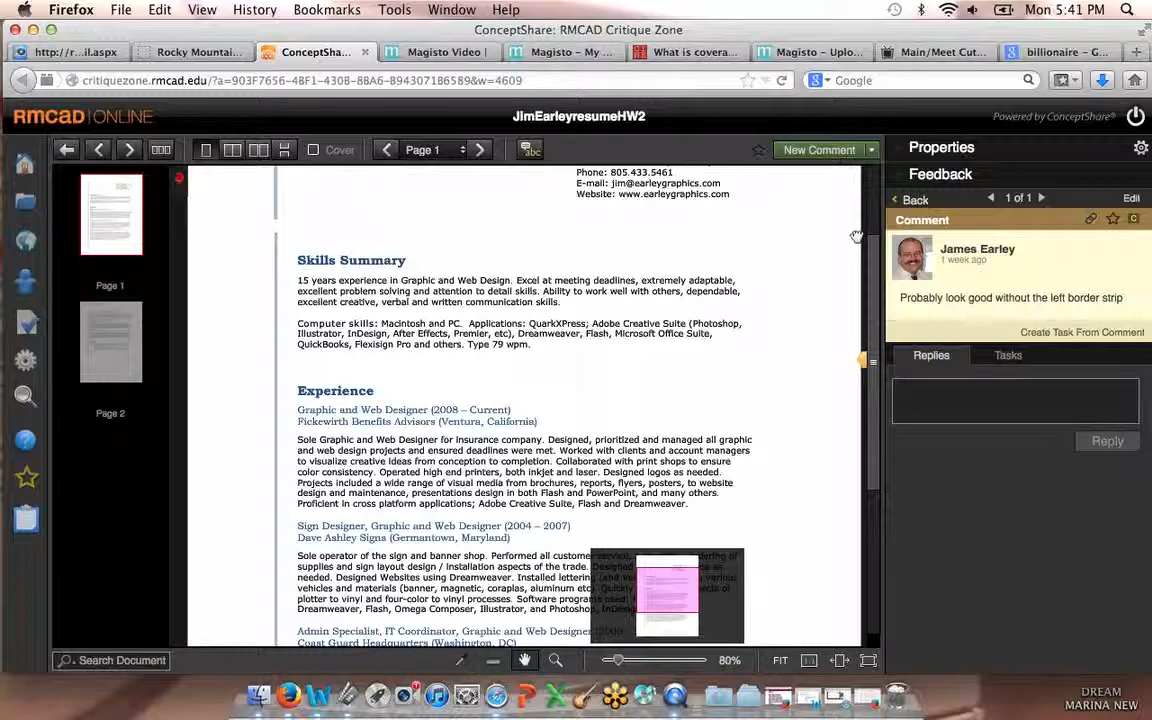 Firefox File Edit View History Bookmarks Tools Window Help Mon 5:41 PM
ConceptShare: RMCAD Critique Zone
http://r...il.aspx Rocky Mountai... ConceptSha... Magisto Video | Magisto - My ... What is covera... Magisto - Uplo... Main/Meet Cut... billionaire - G...
critiquezone.rmcad.edu/?a=903F7656-4BF1-430B-8BA6-B94307186589&w=4609 Google
RMCAD|ONLINE JimEarleyresumeHW2 Powered by ConceptShare®
Cover Page 1 abc New Comment
Properties
Feedback
Back 1 of 1 Edit
Comment
James Earley
1 week ago
Probably look good without the left border strip
Create Task From Comment
Replies Tasks
Reply
Page 1
Page 2
Phone: 805.433.5461
E-mail: jim@earleygraphics.com
Website: www.earleygraphics.com
Skills Summary
15 years experience in Graphic and Web Design. Excel at meeting deadlines, extremely adaptable,
excellent problem solving and attention to detail skills. Ability to work well with others, dependable,
excellent creative, verbal and written communication skills.
Computer skills: Macintosh and PC. Applications: QuarkXPress; Adobe Creative Suite (Photoshop,
Illustrator, InDesign, After Effects, Premier, etc), Dreamweaver, Flash, Microsoft Office Suite,
QuickBooks, Flexisign Pro and others. Type 79 wpm.
Experience
Graphic and Web Designer (2008 – Current)
Fickewirth Benefits Advisors (Ventura, California)
Sole Graphic and Web Designer for insurance company. Designed, prioritized and managed all graphic
and web design projects and ensured deadlines were met. Worked with clients and account managers
to visualize creative ideas from conception to completion. Collaborated with print shops to ensure
color consistency. Operated high end printers, both inkjet and laser. Designed logos as needed.
Projects included a wide range of visual media from brochures, reports, flyers, posters, to website
design and maintenance, presentations design in both Flash and PowerPoint, and many others.
Proficient in cross platform applications; Adobe Creative Suite, Flash and Dreamweaver.
Sign Designer, Graphic and Web Designer (2004 – 2007)
Dave Ashley Signs (Germantown, Maryland)
Sole operator of the sign and banner shop. Performed all customer service, ordering of
supplies and sign layout design / installation aspects of the trade. Designed as
needed. Designed Websites using Dreamweaver. Installed lettering various
vehicles and materials (banner, magnetic, coraplas, aluminum etc). Quickly aspects of
plotter to vinyl and four-color to vinyl processes. Software programs used:
Dreamweaver, Flash, Omega Composer, Illustrator, and Photoshop, InDesign
Admin Specialist, IT Coordinator, Graphic and Web Designer
Coast Guard Headquarters (Washington, DC)
Search Document 80% FIT
DREAM
MARINA NEW